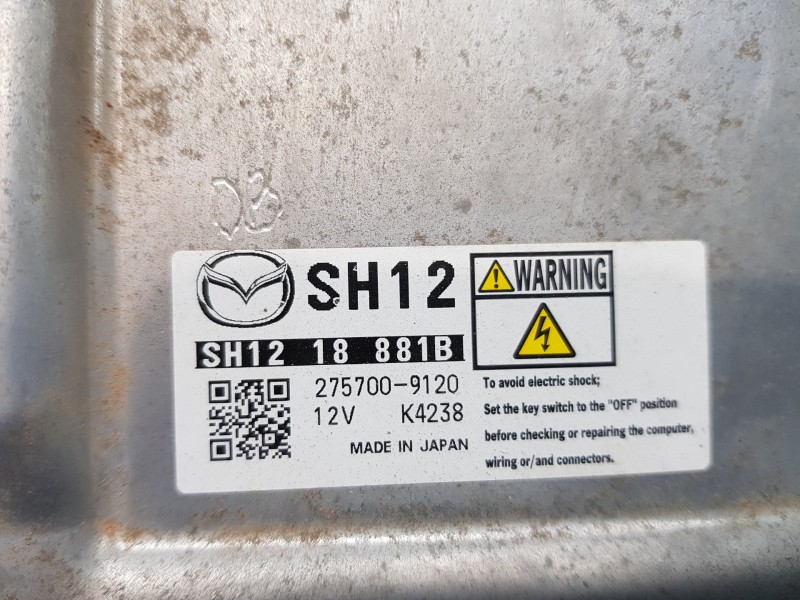 SH12
SH12 18 881B
275700-9120
12V K4238
MADE IN JAPAN
WARNING
To avoid electric shock;
Set the key switch to the "OFF" position
before checking or repairing the computer,
wiring or/and connectors.